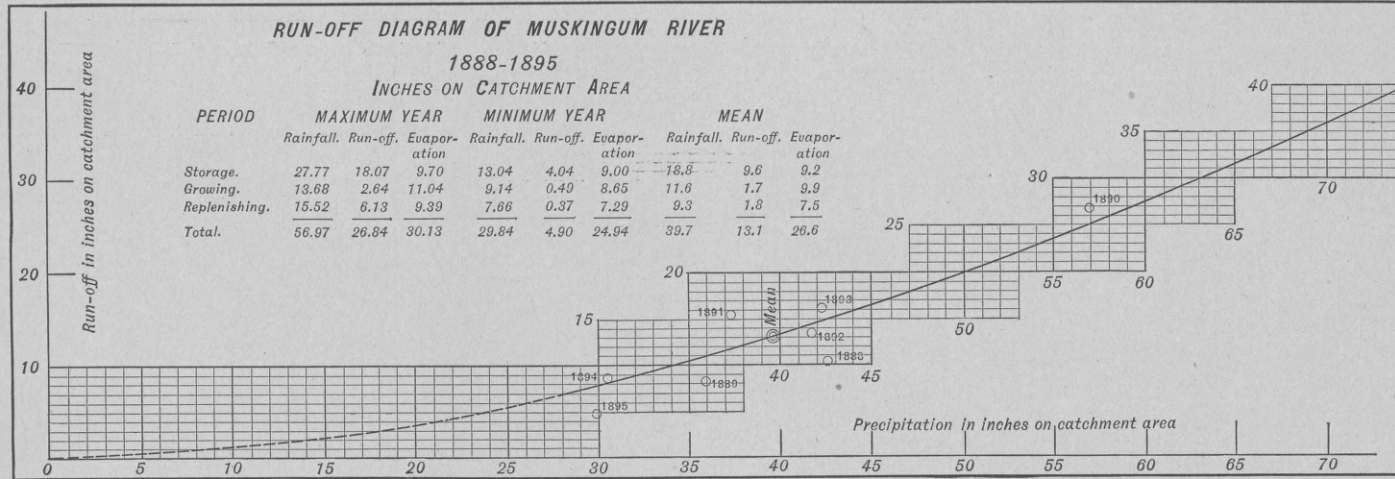 RUN-OFF DIAGRAM OF MUSKINGUM RIVER
1888-1895
INCHES ON CATCHMENT AREA
PERIOD MAXIMUM YEAR MINIMUM YEAR MEAN
Rainfall. Run-off. Evapor-ation Rainfall. Run-off. Evapor-ation Rainfall. Run-off. Evapor-ation
Storage. 27.77 18.07 9.70 13.04 4.04 9.00 18.8 9.6 9.2
Growing. 13.68 2.64 11.04 9.14 0.49 8.65 11.6 1.7 9.9
Replenishing. 15.52 6.13 9.39 7.66 0.37 7.29 9.3 1.8 7.5
Total. 56.97 26.84 30.13 29.84 4.90 24.94 39.7 13.1 26.6
Run-off in inches on catchment area
40
30
20
10
40
35
30
25
20
15
70
65
60
55
50
45
40
1890
1891
1893
Mean
1892
1888
1894
1889
1895
Precipitation in inches on catchment area
0 5 10 15 20 25 30 35 40 45 50 55 60 65 70